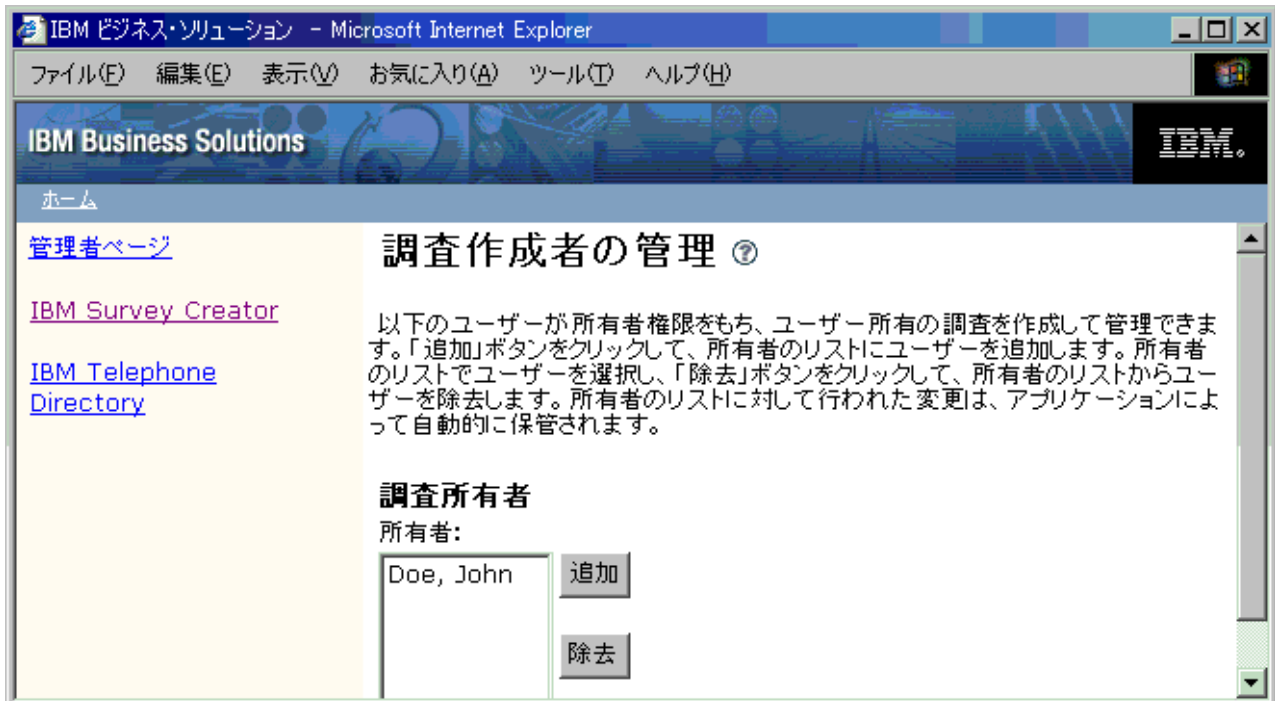 IBM ビジネス・ソリューション - Microsoft Internet Explorer
ファイル(F) 編集(E) 表示(V) お気に入り(A) ツール(T) ヘルプ(H)
IBM Business Solutions
IBM.
ホーム
管理者ページ
IBM Survey Creator
IBM Telephone
Directory
調査作成者の管理 ?
以下のユーザーが所有者権限をもち、ユーザー所有の調査を作成して管理できま
す。「追加」ボタンをクリックして、所有者のリストにユーザーを追加します。所有者
のリストでユーザーを選択し、「除去」ボタンをクリックして、所有者のリストからユー
ザーを除去します。所有者のリストに対して行われた変更は、アプリケーションによ
って自動的に保管されます。
調査所有者
所有者:
Doe, John
追加
除去